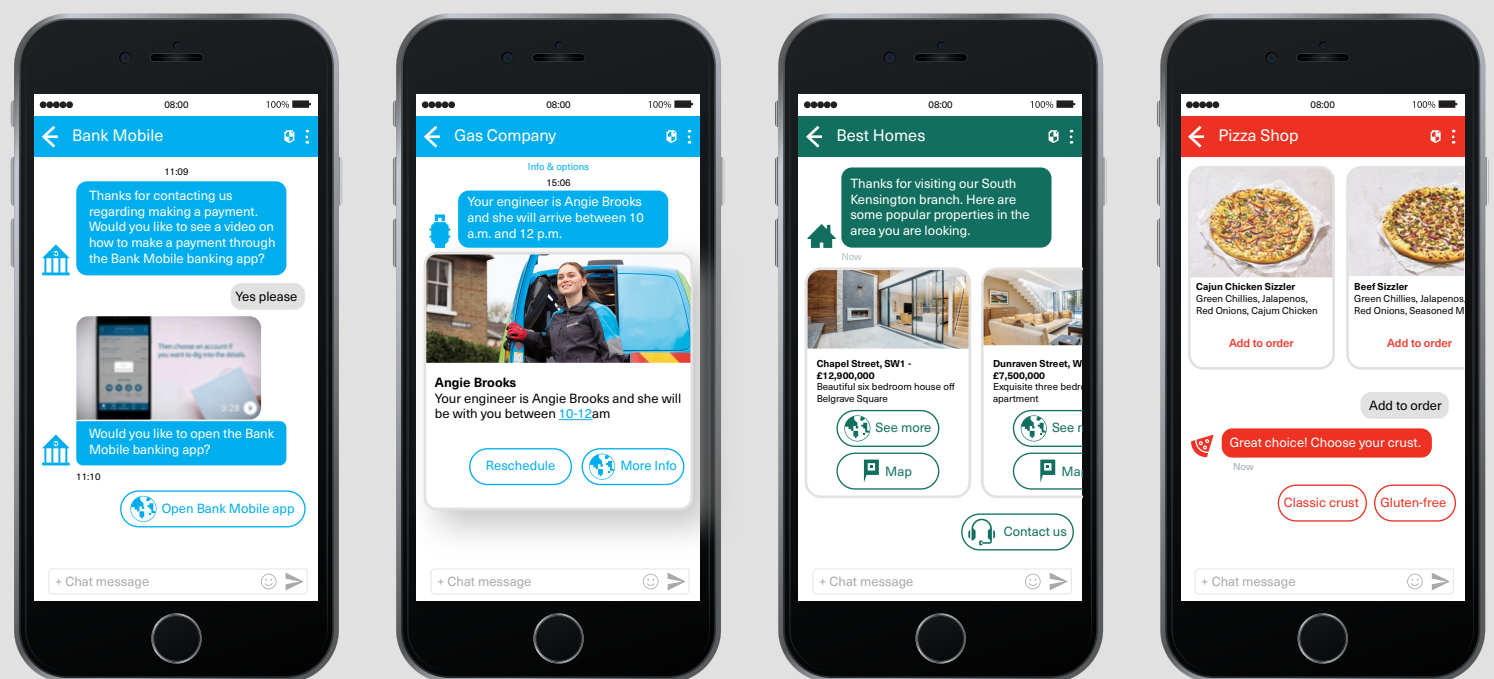 08:00
100%
Bank Mobile
11:09
Thanks for contacting us
regarding making a payment.
Would you like to see a video on
how to make a payment through
the Bank Mobile banking app?
Yes please
Then choose an account if
you want to dig into the details.
0:28
Would you like to open the Bank
Mobile banking app?
11:10
Open Bank Mobile app
+ Chat message
08:00
100%
Gas Company
Info & options
15:06
Your engineer is Angie Brooks
and she will arrive between 10
a.m. and 12 p.m.
Angie Brooks
Your engineer is Angie Brooks and she will
be with you between 10-12am
Reschedule
More Info
+ Chat message
08:00
100%
Best Homes
Thanks for visiting our South
Kensington branch. Here are
some popular properties in the
area you are looking.
Now
Chapel Street, SW1 -
£12,900,000
Beautiful six bedroom house off
Belgrave Square
See more
Map
Dunraven Street, W
£7,500,000
Exquisite three bedr
apartment
See r
Ma
Contact us
+ Chat message
08:00
100%
Pizza Shop
Cajun Chicken Sizzler
Green Chillies, Jalapenos,
Red Onions, Cajum Chicken
Add to order
Beef Sizzler
Green Chillies, Jalapenos,
Red Onions, Seasoned M
Add to order
Add to order
Great choice! Choose your crust.
Now
Classic crust
Gluten-free
+ Chat message